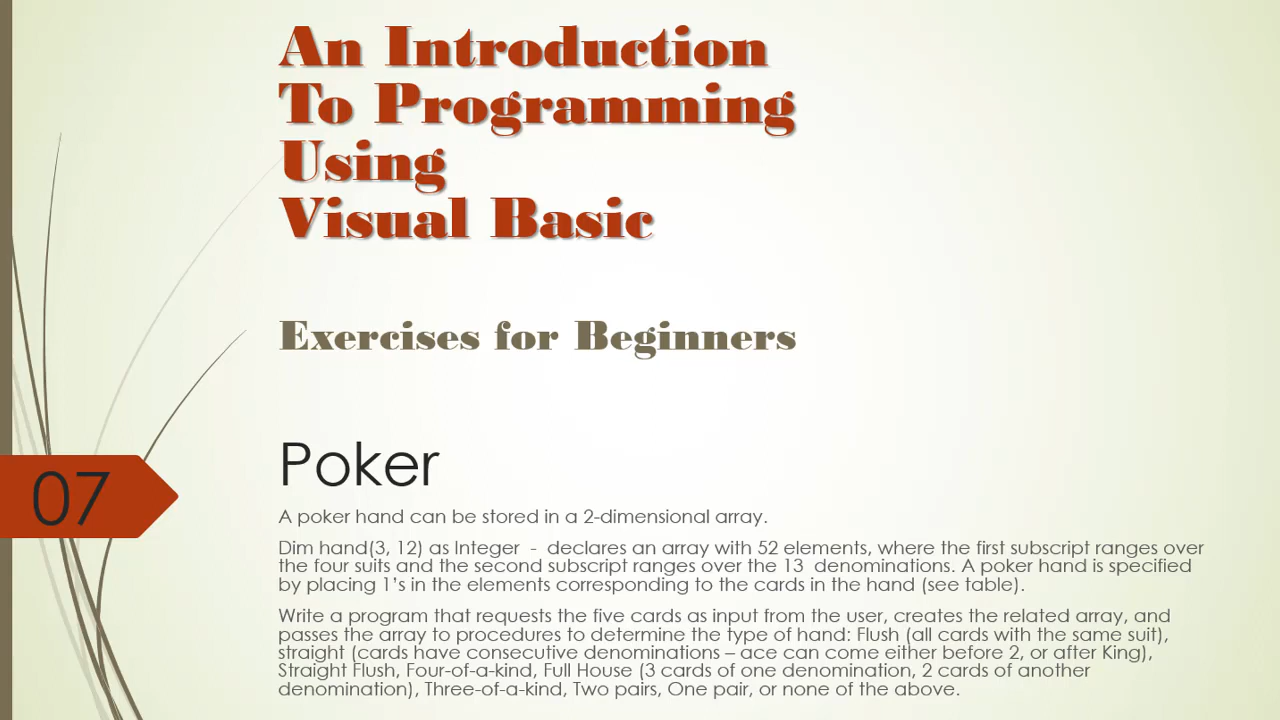 An Introduction
To Programming
Using
Visual Basic
Exercises for Beginners
07
Poker
A poker hand can be stored in a 2-dimensional array.
Dim hand(3, 12) as Integer  -  declares an array with 52 elements, where the first subscript ranges over
the four suits and the second subscript ranges over the 13  denominations. A poker hand is specified
by placing 1’s in the elements corresponding to the cards in the hand (see table).
Write a program that requests the five cards as input from the user, creates the related array, and
passes the array to procedures to determine the type of hand: Flush (all cards with the same suit),
straight (cards have consecutive denominations – ace can come either before 2, or after King),
Straight Flush, Four-of-a-kind, Full House (3 cards of one denomination, 2 cards of another
denomination), Three-of-a-kind, Two pairs, One pair, or none of the above.